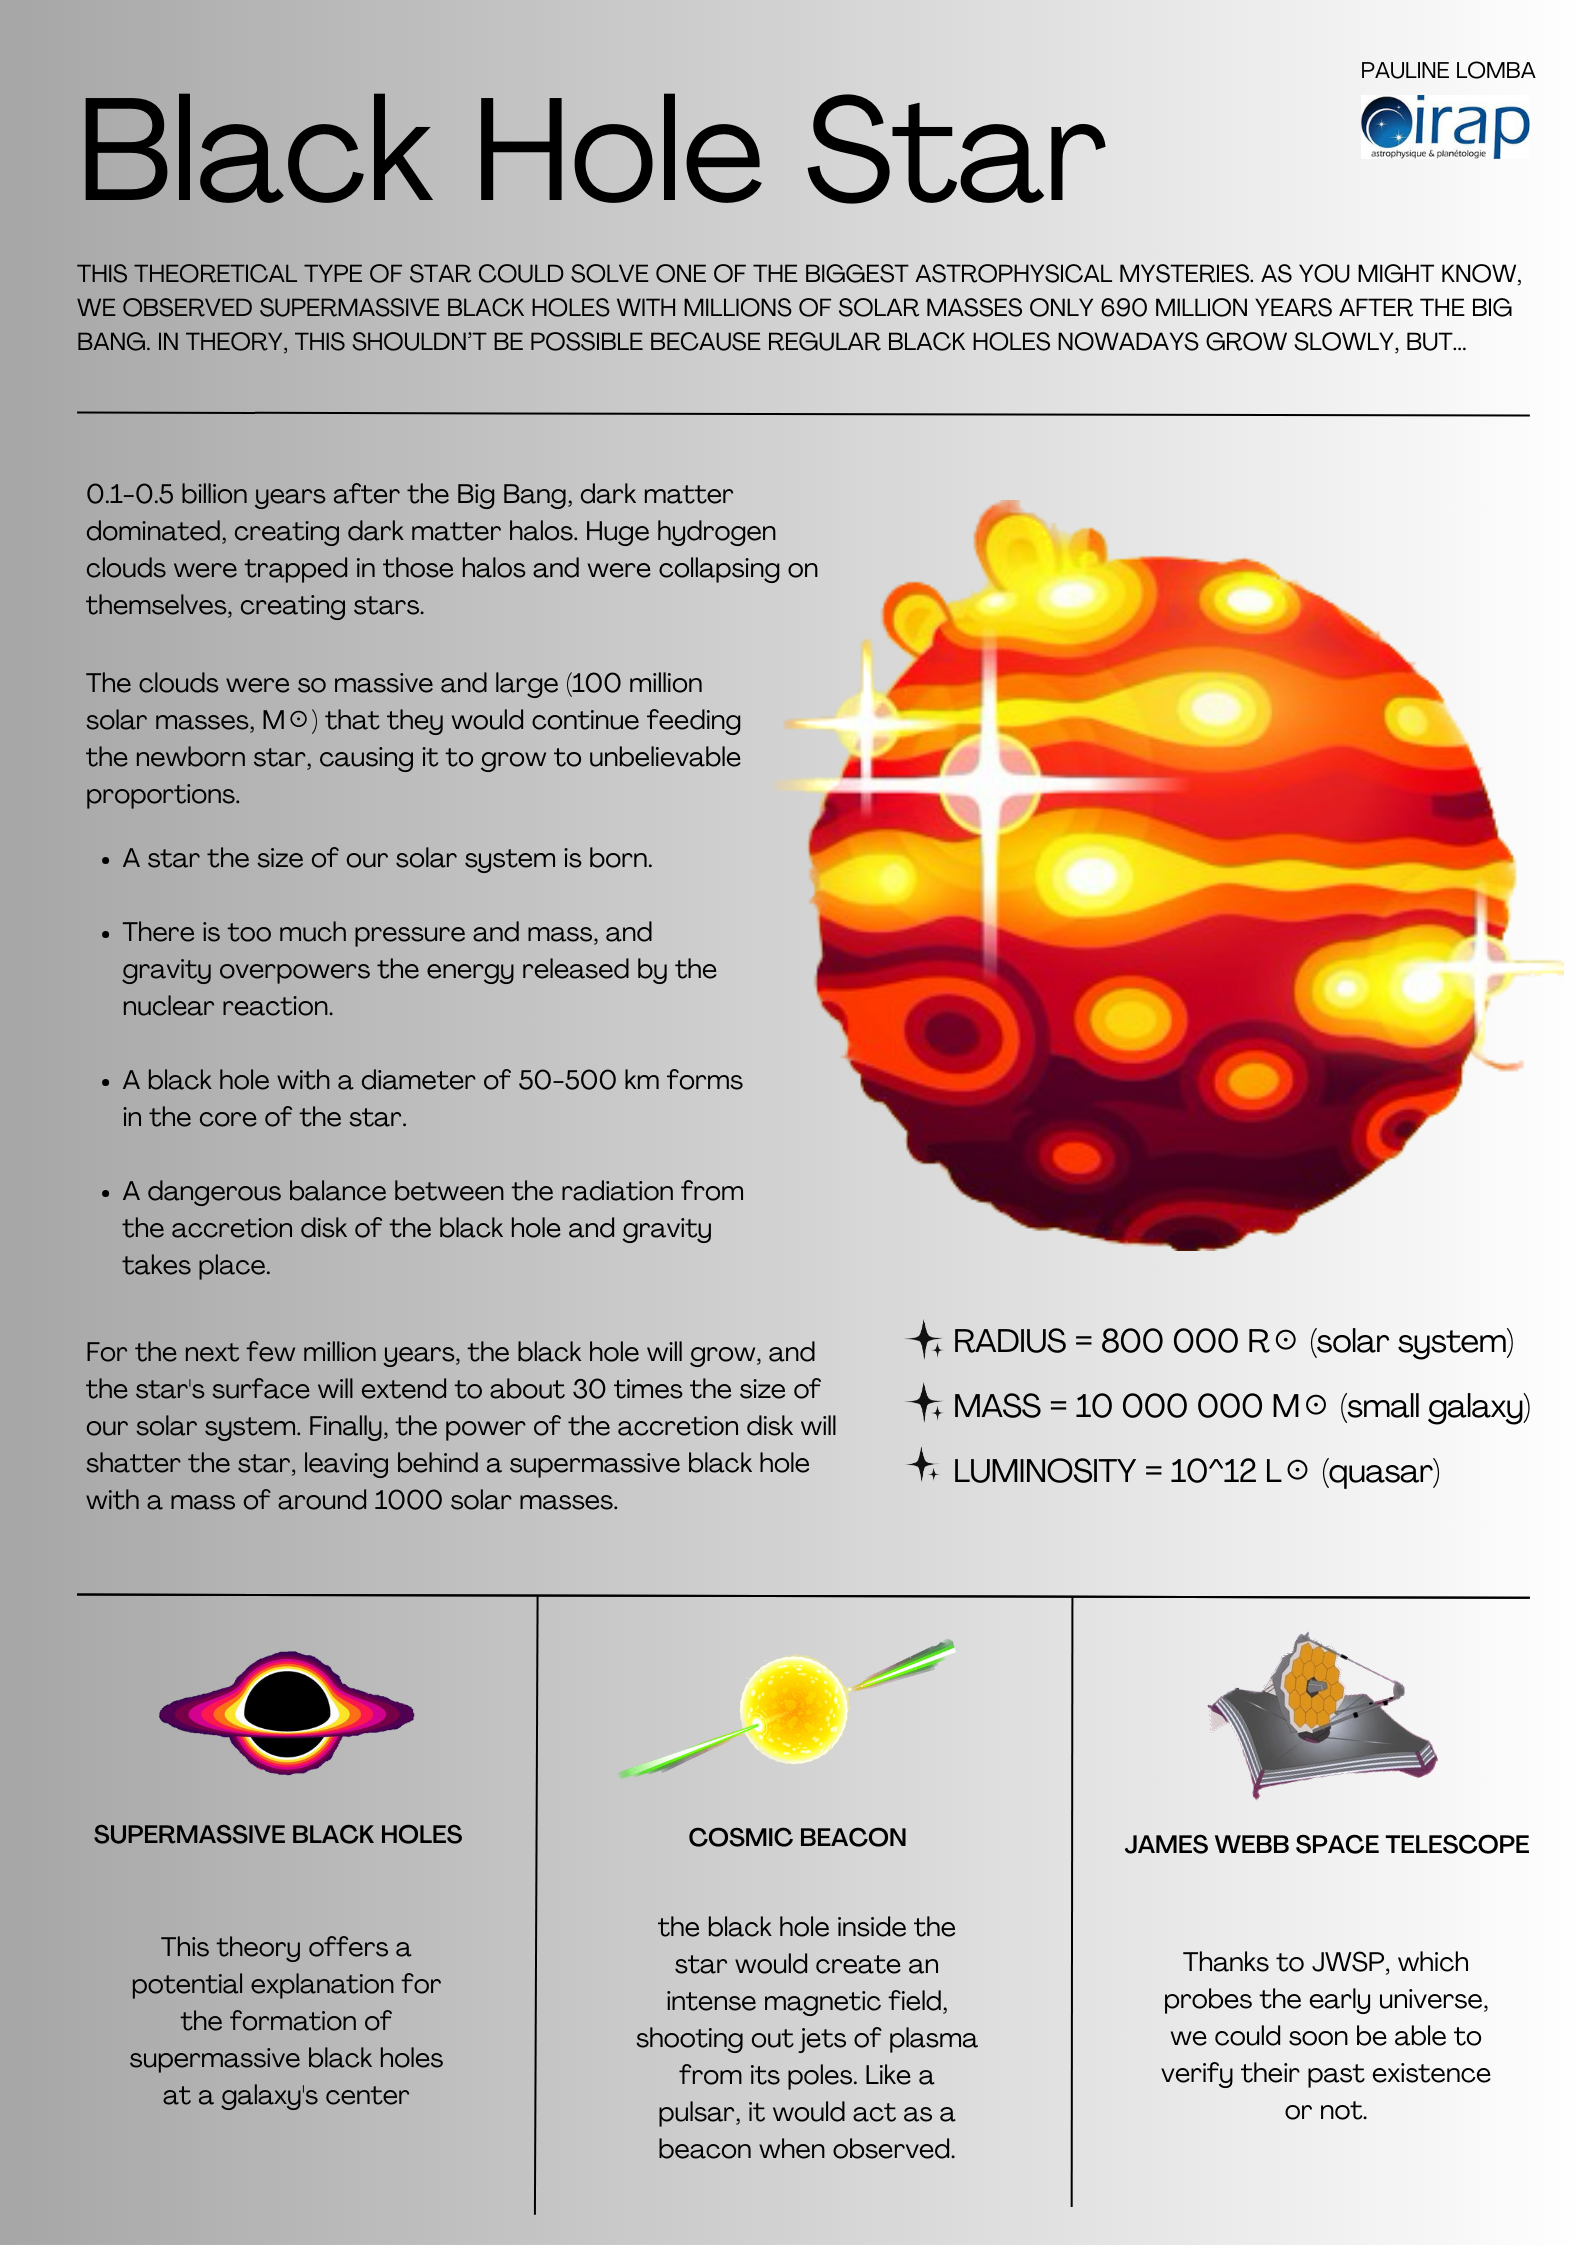 PAULINE LOMBA
irap
astrophysique & planétologie
Black Hole Star
THIS THEORETICAL TYPE OF STAR COULD SOLVE ONE OF THE BIGGEST ASTROPHYSICAL MYSTERIES. AS YOU MIGHT KNOW,
WE OBSERVED SUPERMASSIVE BLACK HOLES WITH MILLIONS OF SOLAR MASSES ONLY 690 MILLION YEARS AFTER THE BIG
BANG. IN THEORY, THIS SHOULDN'T BE POSSIBLE BECAUSE REGULAR BLACK HOLES NOWADAYS GROW SLOWLY, BUT...
0.1-0.5 billion years after the Big Bang, dark matter
dominated, creating dark matter halos. Huge hydrogen
clouds were trapped in those halos and were collapsing on
themselves, creating stars.
The clouds were so massive and large (100 million
solar masses, M☉) that they would continue feeding
the newborn star, causing it to grow to unbelievable
proportions.
• A star the size of our solar system is born.
• There is too much pressure and mass, and
gravity overpowers the energy released by the
nuclear reaction.
• A black hole with a diameter of 50-500 km forms
in the core of the star.
• A dangerous balance between the radiation from
the accretion disk of the black hole and gravity
takes place.
For the next few million years, the black hole will grow, and
the star's surface will extend to about 30 times the size of
our solar system. Finally, the power of the accretion disk will
shatter the star, leaving behind a supermassive black hole
with a mass of around 1000 solar masses.
RADIUS = 800 000 R☉ (solar system)
MASS = 10 000 000 M☉ (small galaxy)
LUMINOSITY = 10^12 L☉ (quasar)
SUPERMASSIVE BLACK HOLES
This theory offers a
potential explanation for
the formation of
supermassive black holes
at a galaxy's center
COSMIC BEACON
the black hole inside the
star would create an
intense magnetic field,
shooting out jets of plasma
from its poles. Like a
pulsar, it would act as a
beacon when observed.
JAMES WEBB SPACE TELESCOPE
Thanks to JWSP, which
probes the early universe,
we could soon be able to
verify their past existence
or not.